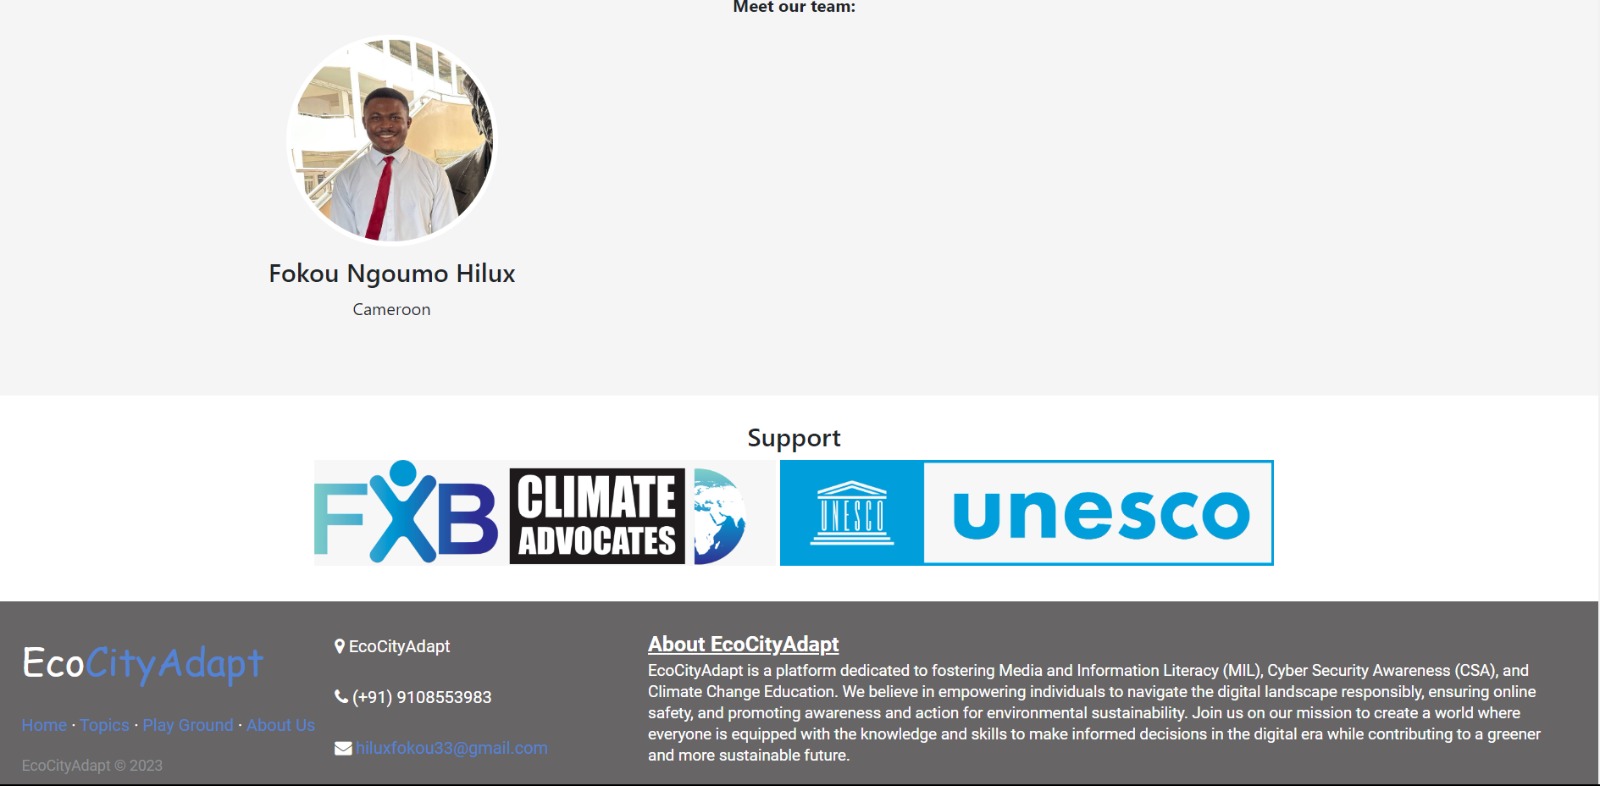 Meet our team:
Fokou Ngoumo Hilux
Cameroon
Support
FXB CLIMATE ADVOCATES
UNESCO unesco
EcoCityAdapt
Home · Topics · Play Ground · About Us
EcoCityAdapt © 2023
EcoCityAdapt
(+91) 9108553983
hiluxfokou33@gmail.com
About EcoCityAdapt
EcoCityAdapt is a platform dedicated to fostering Media and Information Literacy (MIL), Cyber Security Awareness (CSA), and
Climate Change Education. We believe in empowering individuals to navigate the digital landscape responsibly, ensuring online
safety, and promoting awareness and action for environmental sustainability. Join us on our mission to create a world where
everyone is equipped with the knowledge and skills to make informed decisions in the digital era while contributing to a greener
and more sustainable future.